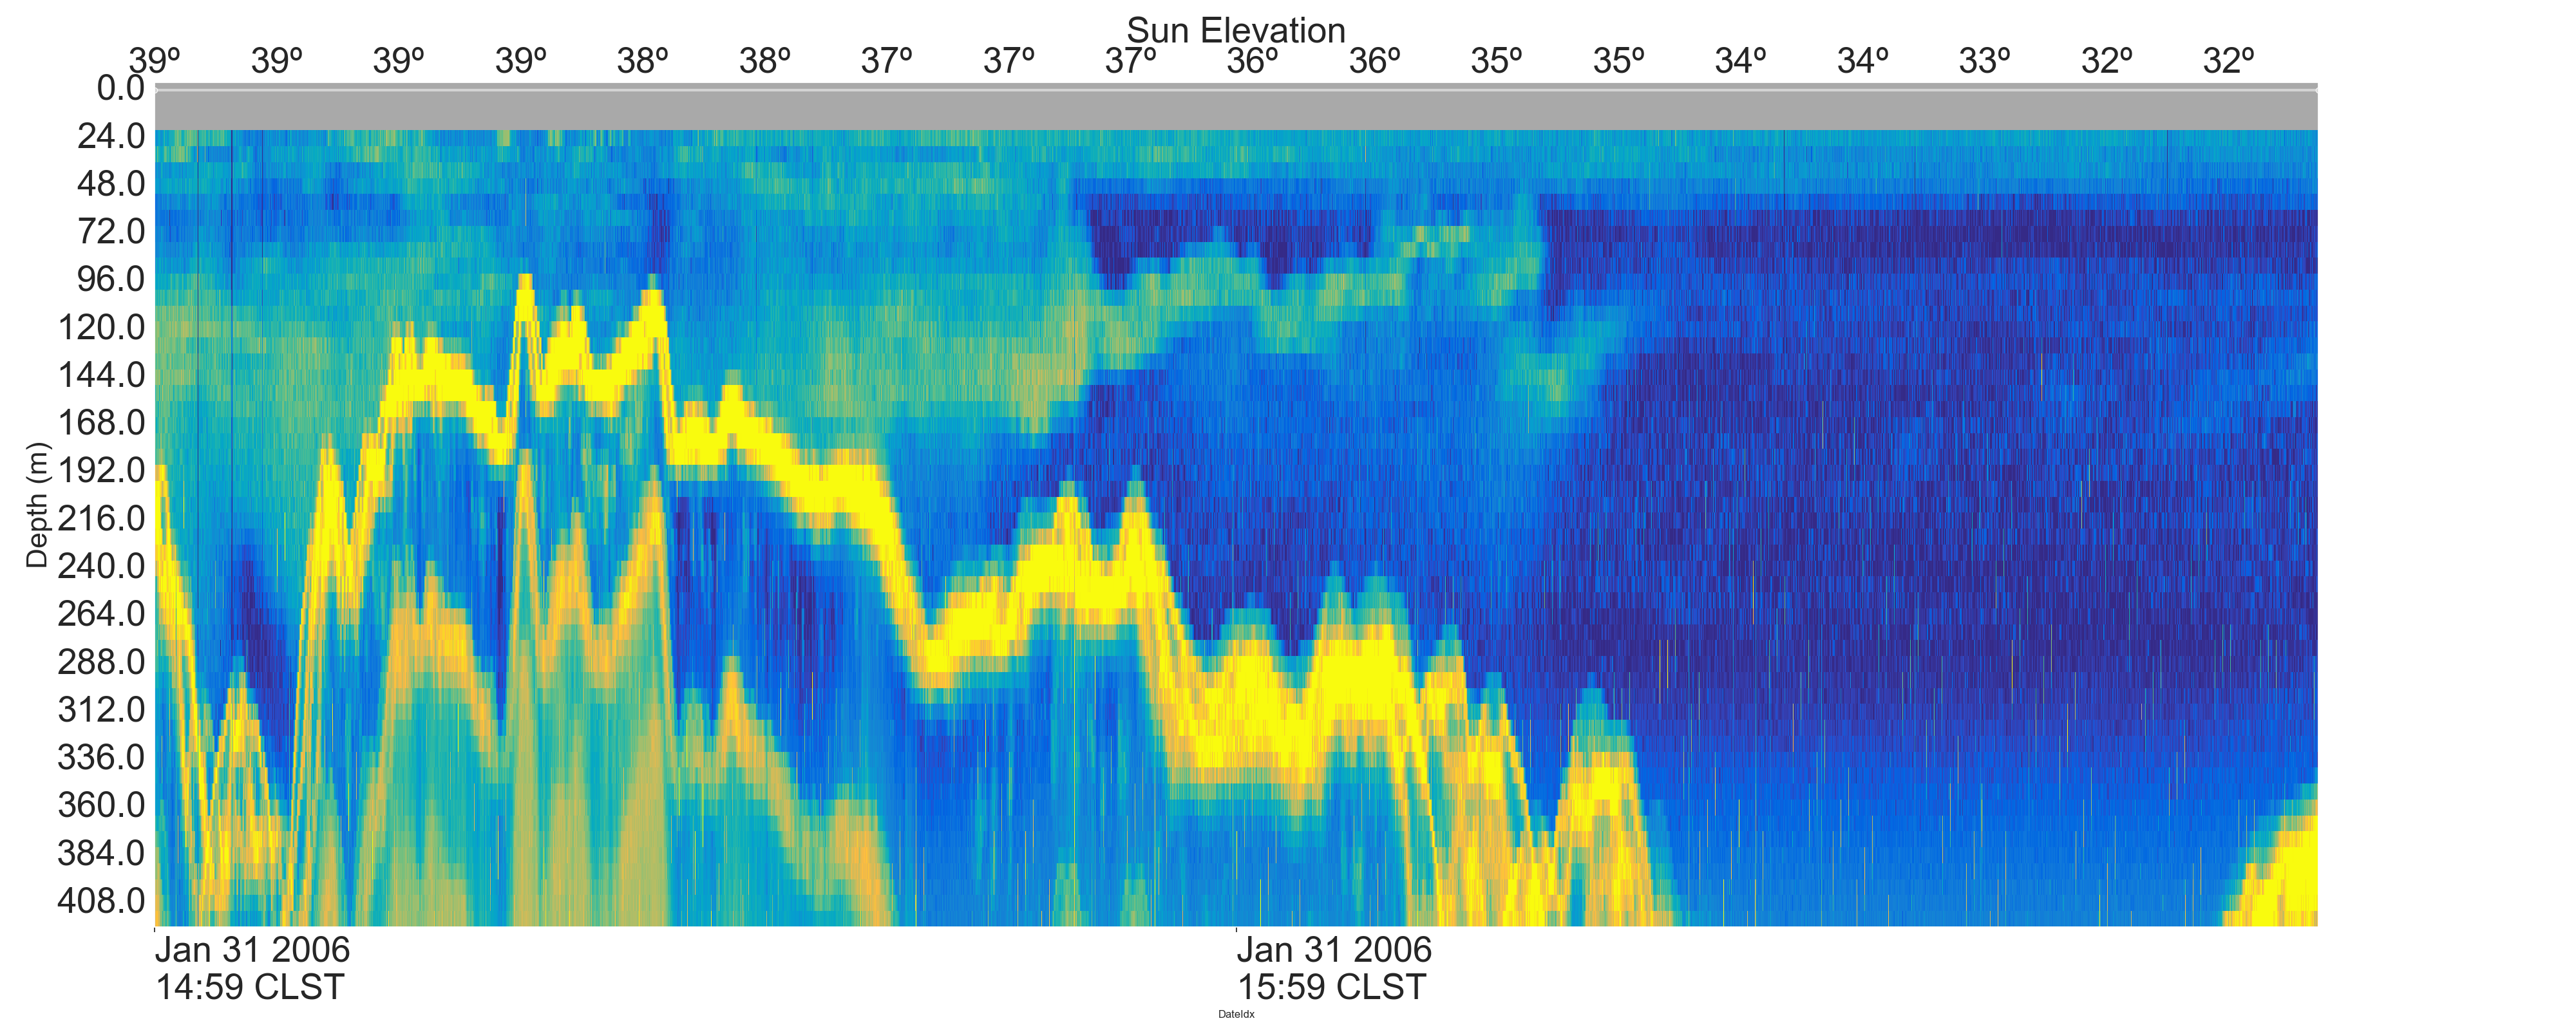 Sun Elevation
39º 39º 39º 39º 38º 38º 37º 37º 37º 36º 36º 35º 35º 34º 34º 33º 32º 32º
0.0
24.0
48.0
72.0
96.0
120.0
144.0
168.0
192.0
216.0
240.0
264.0
288.0
312.0
336.0
360.0
384.0
408.0
Depth (m)
Jan 31 2006
14:59 CLST
Jan 31 2006
15:59 CLST
DateIdx